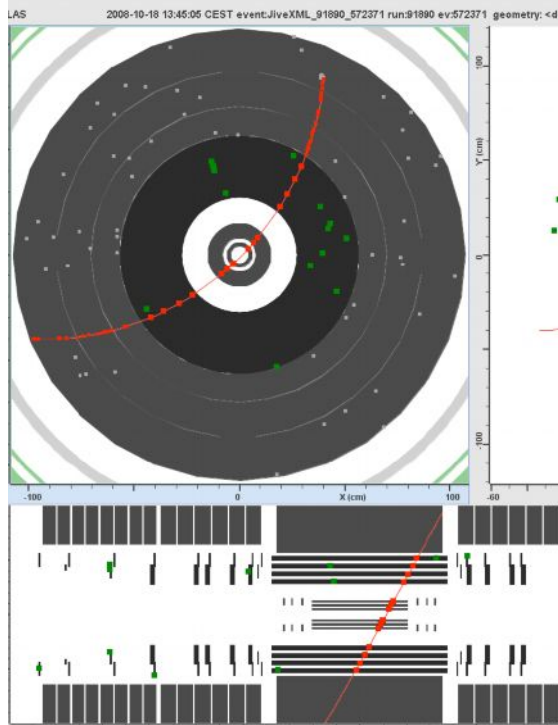 LAS 2008-10-18 13:45:05 CEST event:JiveXML_91890_572371 run:91890 ev:572371 geometry: <d
100
Y' (cm)
0
-100
-100 0 X (cm) 100 -60